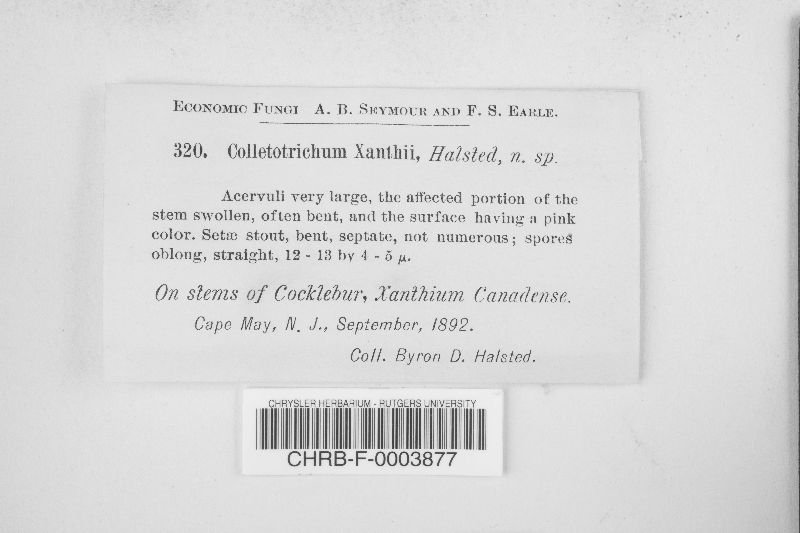 Economic Fungi A. B. Seymour and F. S. Earle.
320. Colletotrichum Xanthii, Halsted, n. sp.
Acervuli very large, the affected portion of the
stem swollen, often bent, and the surface having a pink
color. Setæ stout, bent, septate, not numerous; spores
oblong, straight, 12 - 13 by 4 - 5 µ.
On stems of Cocklebur, Xanthium Canadense.
Cape May, N. J., September, 1892.
Coll. Byron D. Halsted.
CHRYSLER HERBARIUM - RUTGERS UNIVERSITY
CHRB-F-0003877